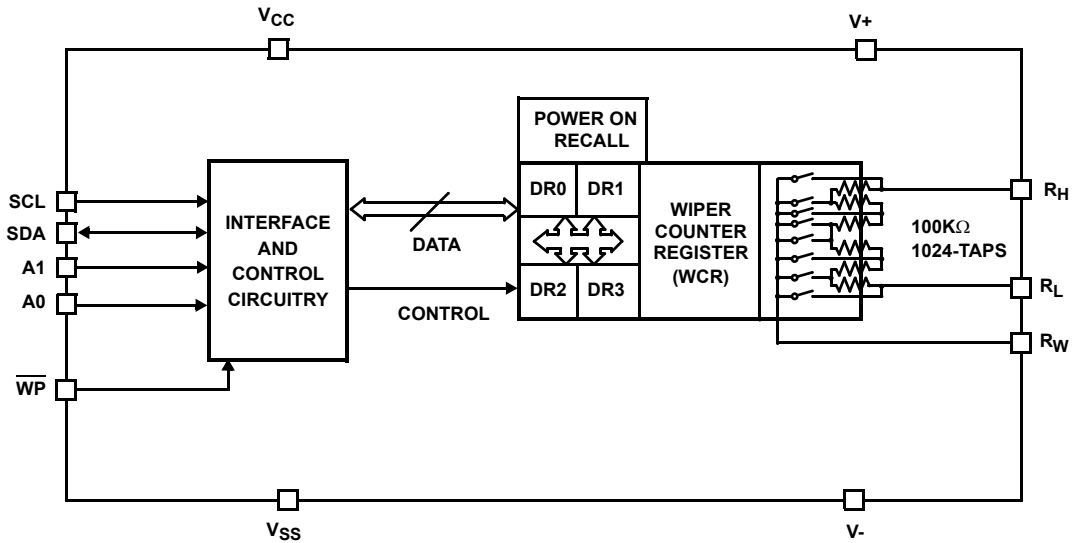 VCC
V+
POWER ON
RECALL
SCL
SDA
A1
A0
WP
INTERFACE
AND
CONTROL
CIRCUITRY
DATA
CONTROL
DR0
DR1
DR2
DR3
WIPER
COUNTER
REGISTER
(WCR)
100KΩ
1024-TAPS
RH
RL
RW
VSS
V-